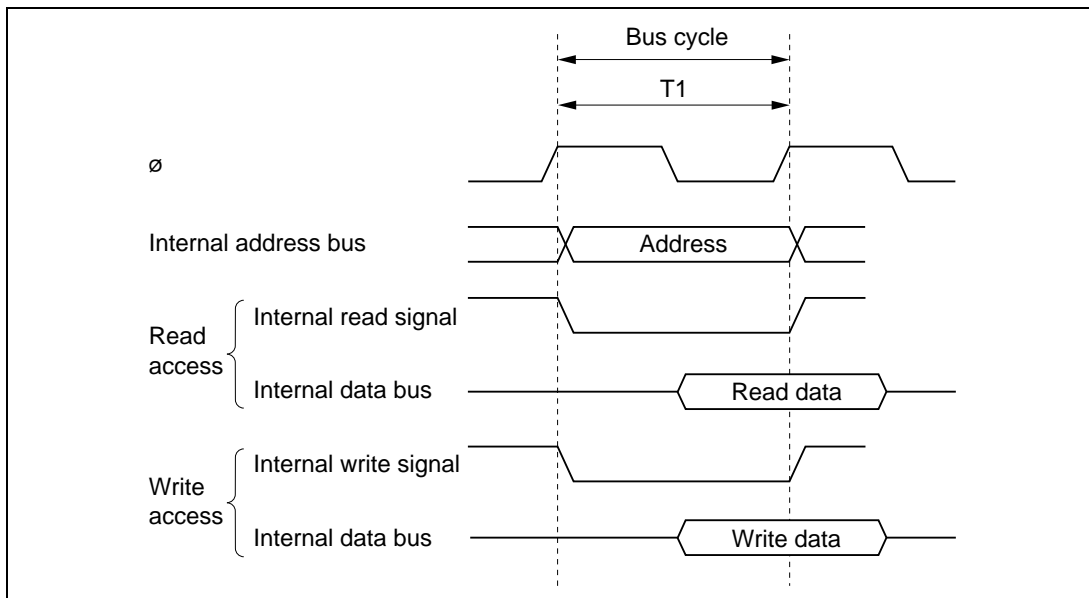 Bus cycle
T1
ø
Internal address bus
Address
Read
access
Internal read signal
Internal data bus
Read data
Write
access
Internal write signal
Internal data bus
Write data